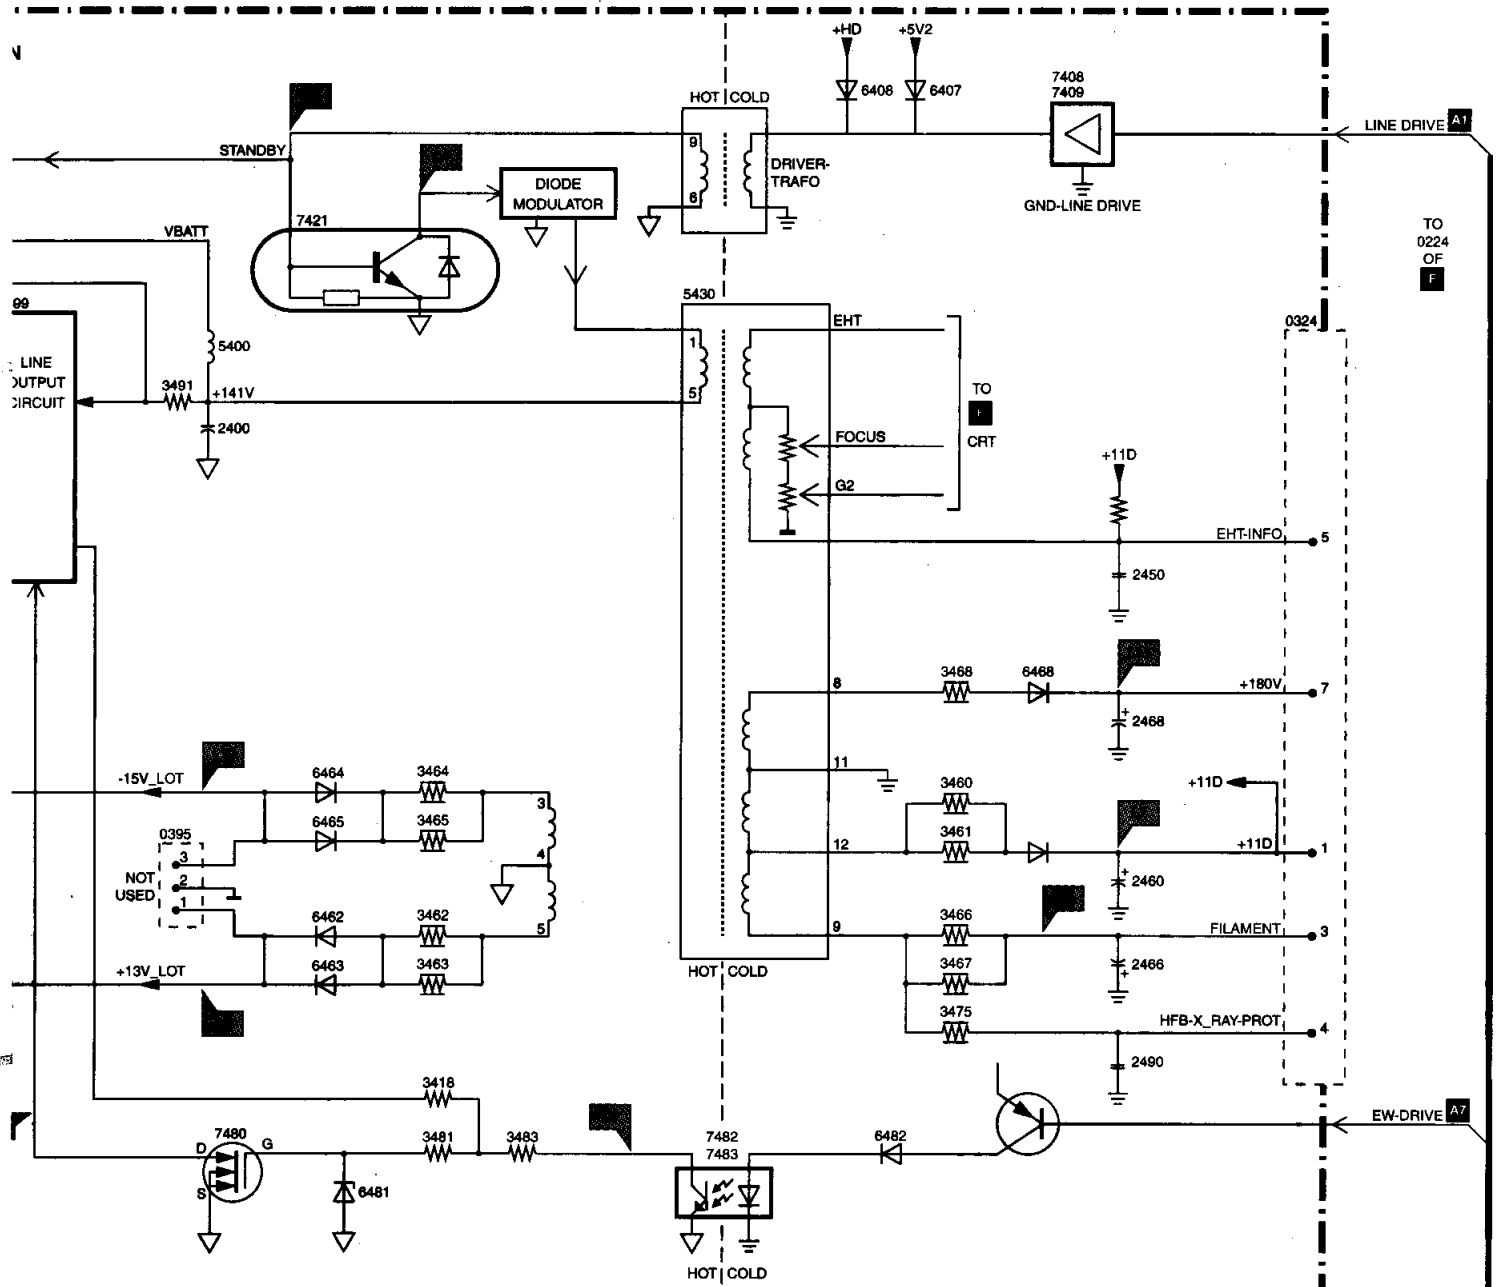 N
+HD
+5V2
7408
7409
6408
6407
HOT
COLD
LINE DRIVE
A1
STANDBY
9
6
DRIVER-
TRAFO
DIODE
MODULATOR
GND-LINE DRIVE
7421
VBATT
TO
0224
OF
F
99
5430
EHT
0324
LINE
OUTPUT
CIRCUIT
5400
1
3491
+141V
5
TO
2400
FOCUS
CRT
G2
+11D
EHT-INFO
5
2450
8
3468
6468
+180V
7
2468
-15V_LOT
6464
3464
11
3460
+11D
6465
3465
3
0395
3461
12
+11D
1
3
4
2460
NOT
USED
2
1
6462
3462
5
9
3466
FILAMENT
3
+13V_LOT
6463
3463
HOT
COLD
3467
2466
3475
HFB-X_RAY-PROT
4
2490
3418
7480
D
G
S
3481
3483
7482
7483
6482
EW-DRIVE
A7
6481
HOT
COLD